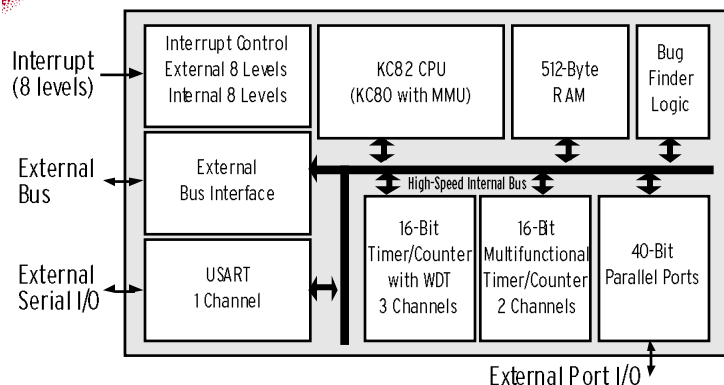 Interrupt
(8 levels)
Interrupt Control
External 8 Levels
Internal 8 Levels
KC82 CPU
(KC80 with MMU)
512-Byte
RAM
Bug
Finder
Logic
External
Bus
External
Bus Interface
High-Speed Internal Bus
External
Serial I/O
USART
1 Channel
16-Bit
Timer/Counter
with WDT
3 Channels
16-Bit
Multifunctional
Timer/Counter
2 Channels
40-Bit
Parallel Ports
External Port I/O